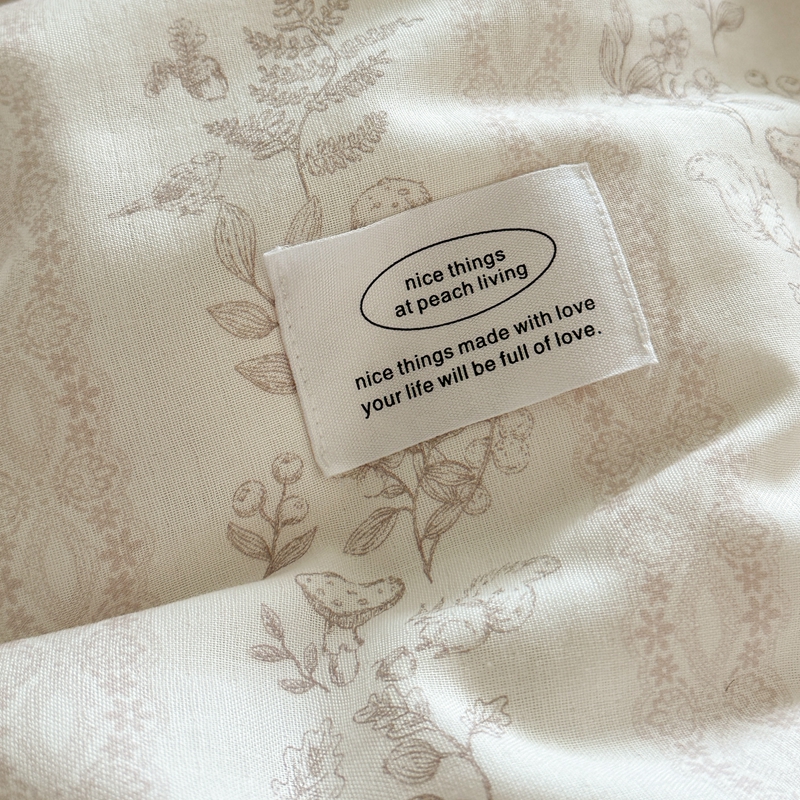 nice things
at peach living
nice things made with love
your life will be full of love.